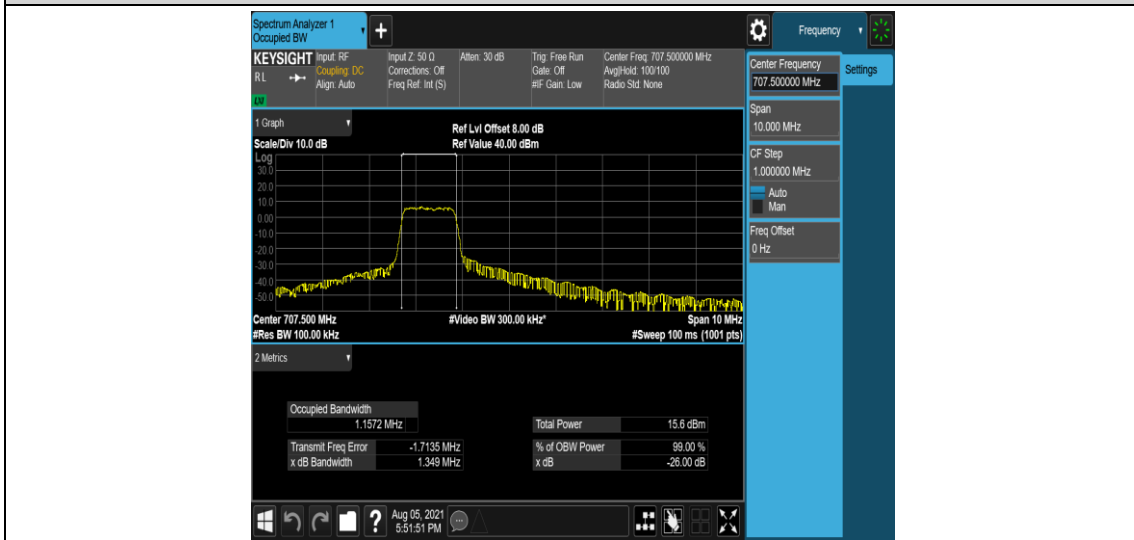 Spectrum Analyzer 1
Occupied BW
+
Frequency
KEYSIGHT
RL
LXI
Input: RF
Coupling: DC
Align: Auto
Input Z: 50 Ω
Corrections: Off
Freq Ref: Int (S)
Atten: 30 dB
Trig: Free Run
Gate: Off
#IF Gain: Low
Center Freq: 707.500000 MHz
Avg|Hold: 100/100
Radio Std: None
Center Frequency
707.500000 MHz
Settings
Span
10.000 MHz
CF Step
1.000000 MHz
Auto
Man
Freq Offset
0 Hz
1 Graph
Ref Lvl Offset 8.00 dB
Scale/Div 10.0 dB
Ref Value 40.00 dBm
Log
30.0
20.0
10.0
0.00
-10.0
-20.0
-30.0
-40.0
-50.0
Center 707.500 MHz
#Video BW 300.00 kHz*
Span 10 MHz
#Res BW 100.00 kHz
#Sweep 100 ms (1001 pts)
2 Metrics
Occupied Bandwidth
1.1572 MHz
Total Power 15.6 dBm
Transmit Freq Error -1.7135 MHz
% of OBW Power 99.00 %
x dB Bandwidth 1.349 MHz
x dB -26.00 dB
?
Aug 05, 2021
5:51:51 PM